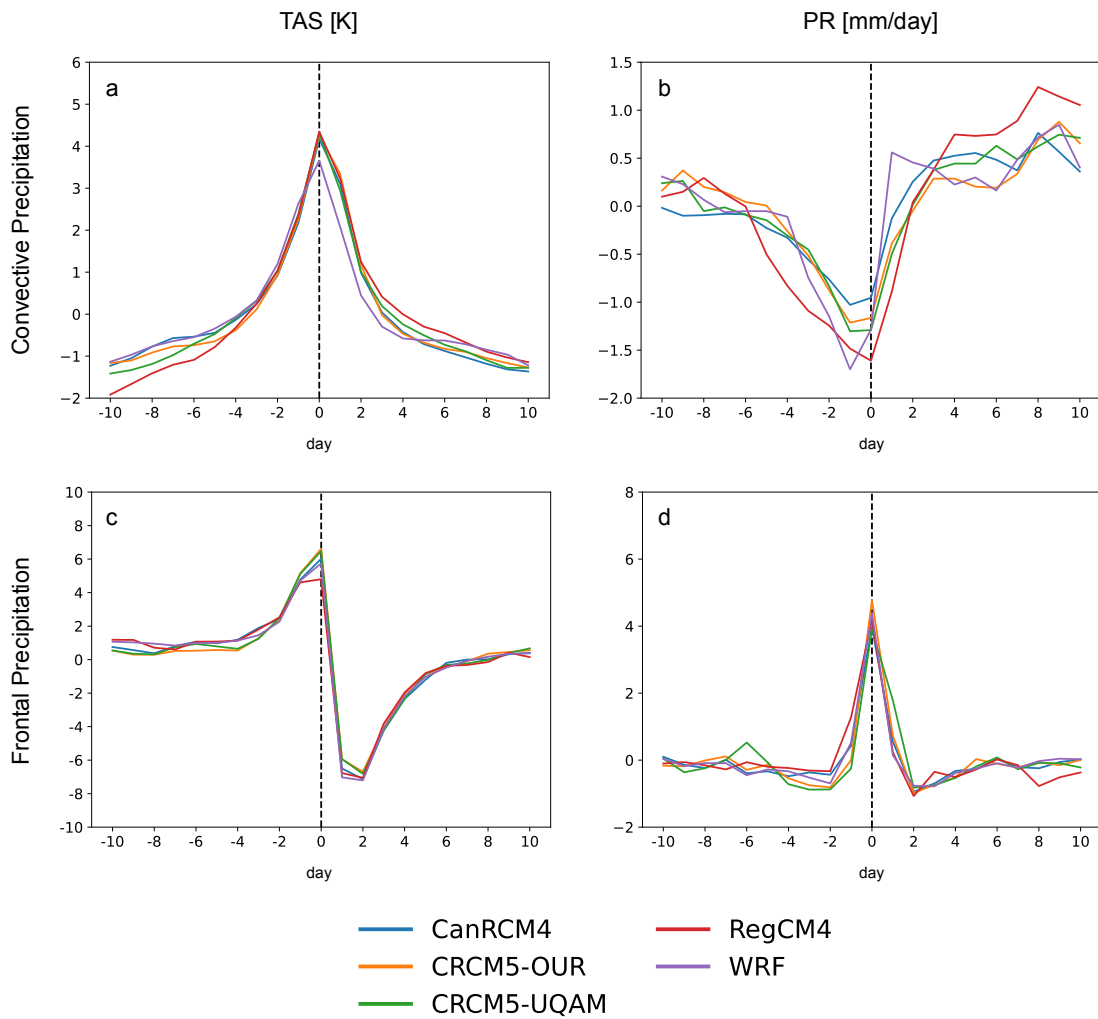 TAS [K]
PR [mm/day]
Convective Precipitation
a
6
5
4
3
2
1
0
−1
−2
-10 -8 -6 -4 -2 0 2 4 6 8 10
day
b
1.5
1.0
0.5
0.0
−0.5
−1.0
−1.5
−2.0
-10 -8 -6 -4 -2 0 2 4 6 8 10
day
Frontal Precipitation
c
10
8
6
4
2
0
-2
-4
-6
-8
-10
-10 -8 -6 -4 -2 0 2 4 6 8 10
day
d
8
6
4
2
0
−2
-10 -8 -6 -4 -2 0 2 4 6 8 10
day
CanRCM4
CRCM5-OUR
CRCM5-UQAM
RegCM4
WRF